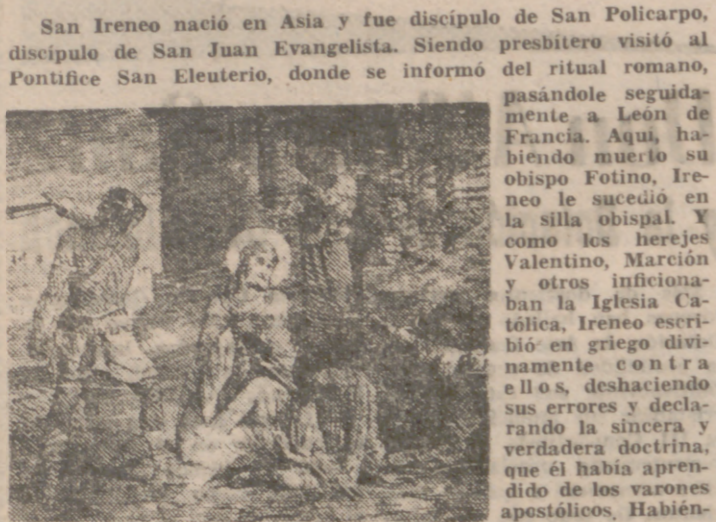 San Ireneo nació en Asia y fue discípulo de San Policarpo,
discípulo de San Juan Evangelista. Siendo presbítero visitó al
Pontífice San Eleuterio, donde se informó del ritual romano,
pasándole seguida-
mente a León de
Francia. Aquí, ha-
biendo muerto su
obispo Fotino, Ire-
neo le sucedió en
la silla obispal. Y
como los herejes
Valentino, Marción
y otros inficiona-
ban la Iglesia Ca-
tólica, Ireneo escri-
bió en griego divi-
namente contra
ellos, deshaciendo
sus errores y decla-
rando la sincera y
verdadera doctrina,
que él había apren-
dido de los varones
apostólicos. Habién-